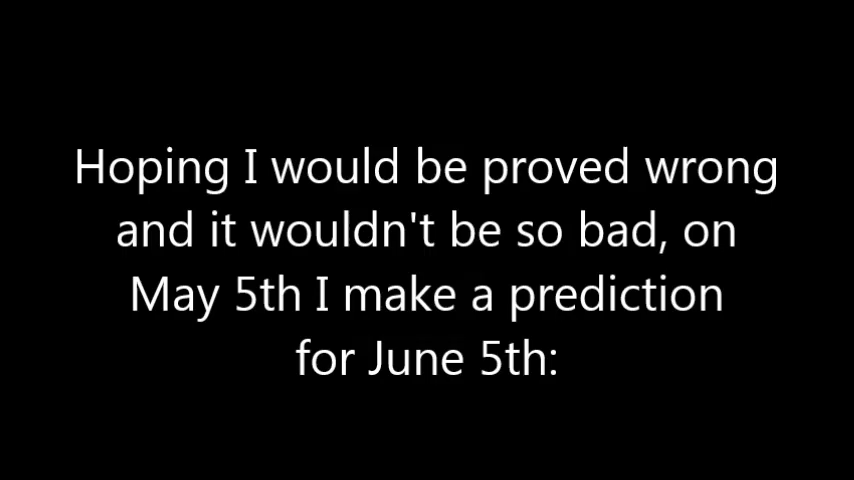 Hoping I would be proved wrong
and it wouldn't be so bad, on
May 5th I make a prediction
for June 5th: